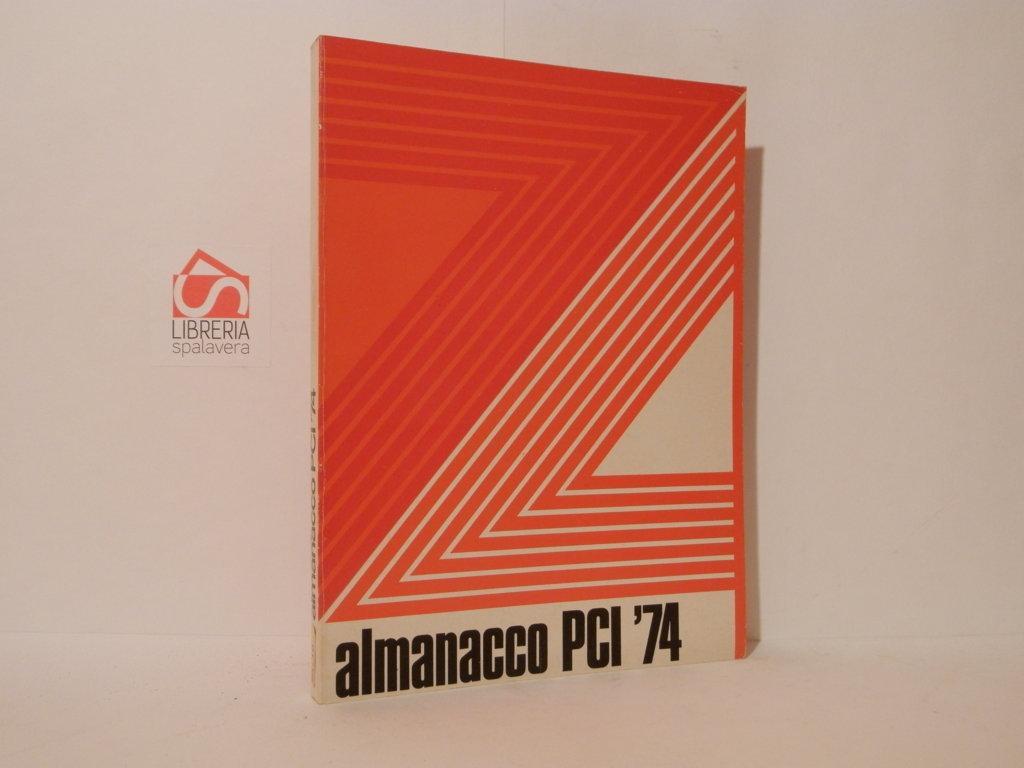 LIBRERIA
spalavera
almanacco PCI '74
almanacco PCI '74